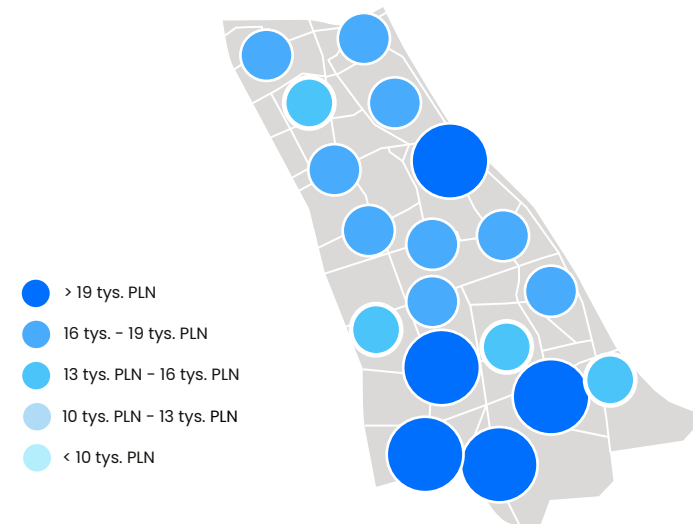 > 19 tys. PLN
16 tys. - 19 tys. PLN
13 tys. PLN - 16 tys. PLN
10 tys. PLN - 13 tys. PLN
< 10 tys. PLN